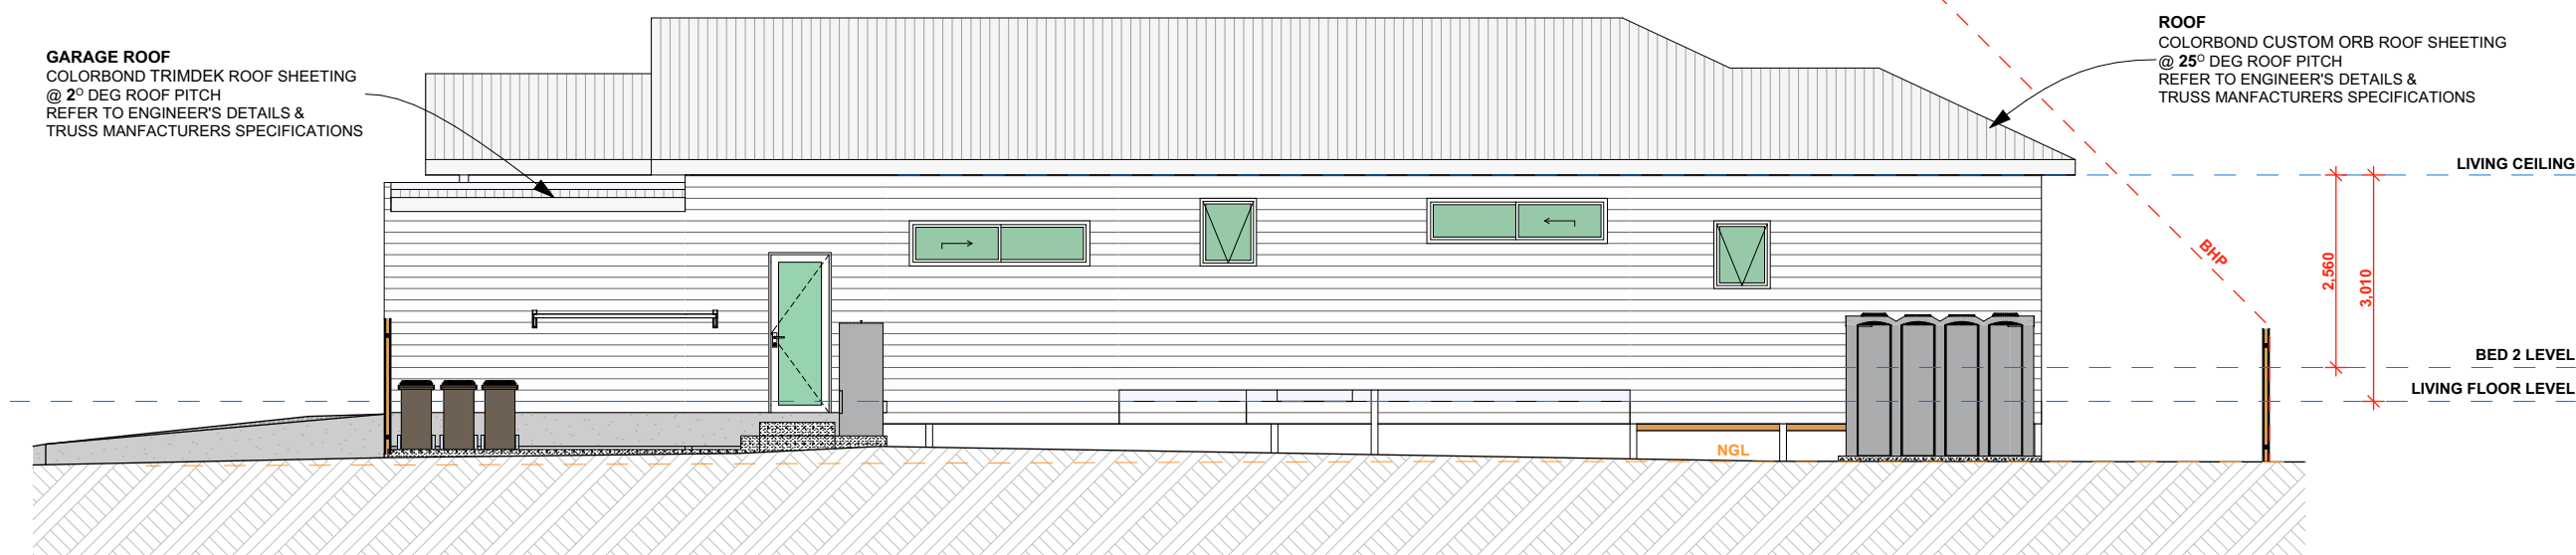 GARAGE ROOF
COLORBOND TRIMDEK ROOF SHEETING
@ 2° DEG ROOF PITCH
REFER TO ENGINEER'S DETAILS &
TRUSS MANFACTURERS SPECIFICATIONS
ROOF
COLORBOND CUSTOM ORB ROOF SHEETING
@ 25° DEG ROOF PITCH
REFER TO ENGINEER'S DETAILS &
TRUSS MANFACTURERS SPECIFICATIONS
LIVING CEILING
BHP
2,560
3,010
BED 2 LEVEL
LIVING FLOOR LEVEL
NGL